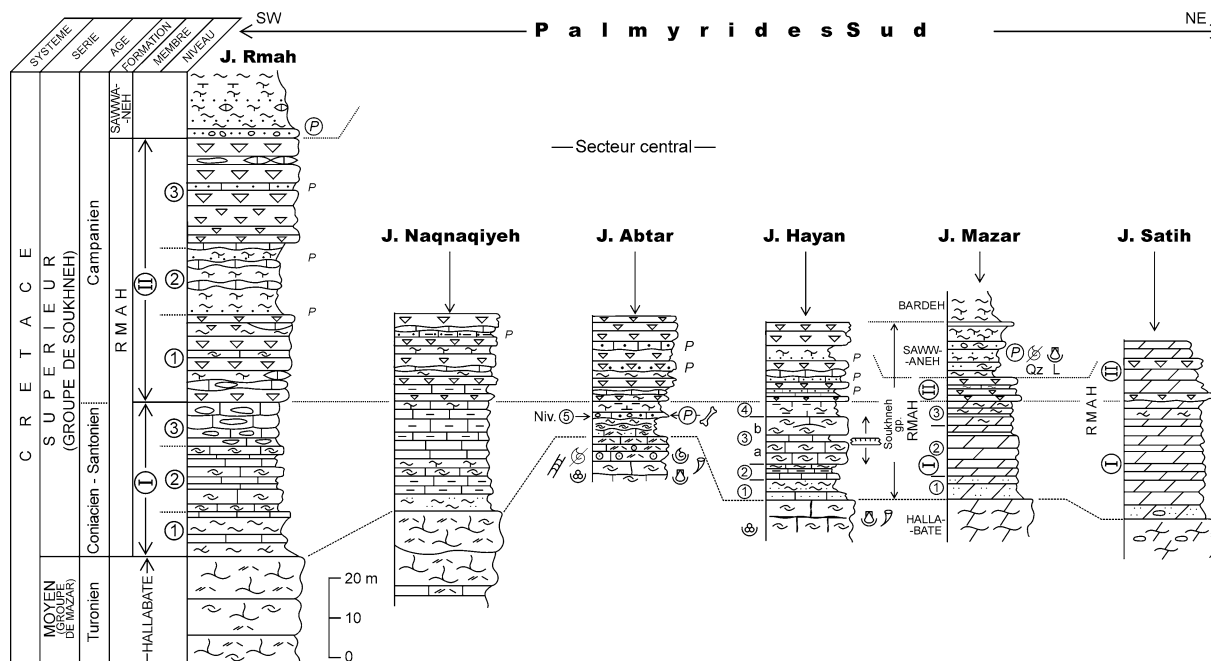 SW
NE
P a l m y r i d e s S u d
SYSTEME
SERIE
AGE
FORMATION
MEMBRE
NIVEAU
J. Rmah
—Secteur central—
J. Naqnaqiyeh
J. Abtar
J. Hayan
J. Mazar
J. Satih
CRETACE
SUPERIEUR
(GROUPE DE SOUKHNEH)
MOYEN
(GROUPE
DE MAZAR)
Campanien
Coniacien - Santonien
Turonien
SAWWA-
-NEH
RMAH
HALLABATE
II
I
3
2
1
3
2
1
P
P
P
P
20 m
10
0
P
P
P
Niv. 5
P
P
P
P
4
b
3
a
2
1
Soukhneh
gp.
BARDEH
SAWW-
-ANEH
P
Qz
L
RMAH
II
3
2
I
1
HALLA-
-BATE
RMAH
II
I